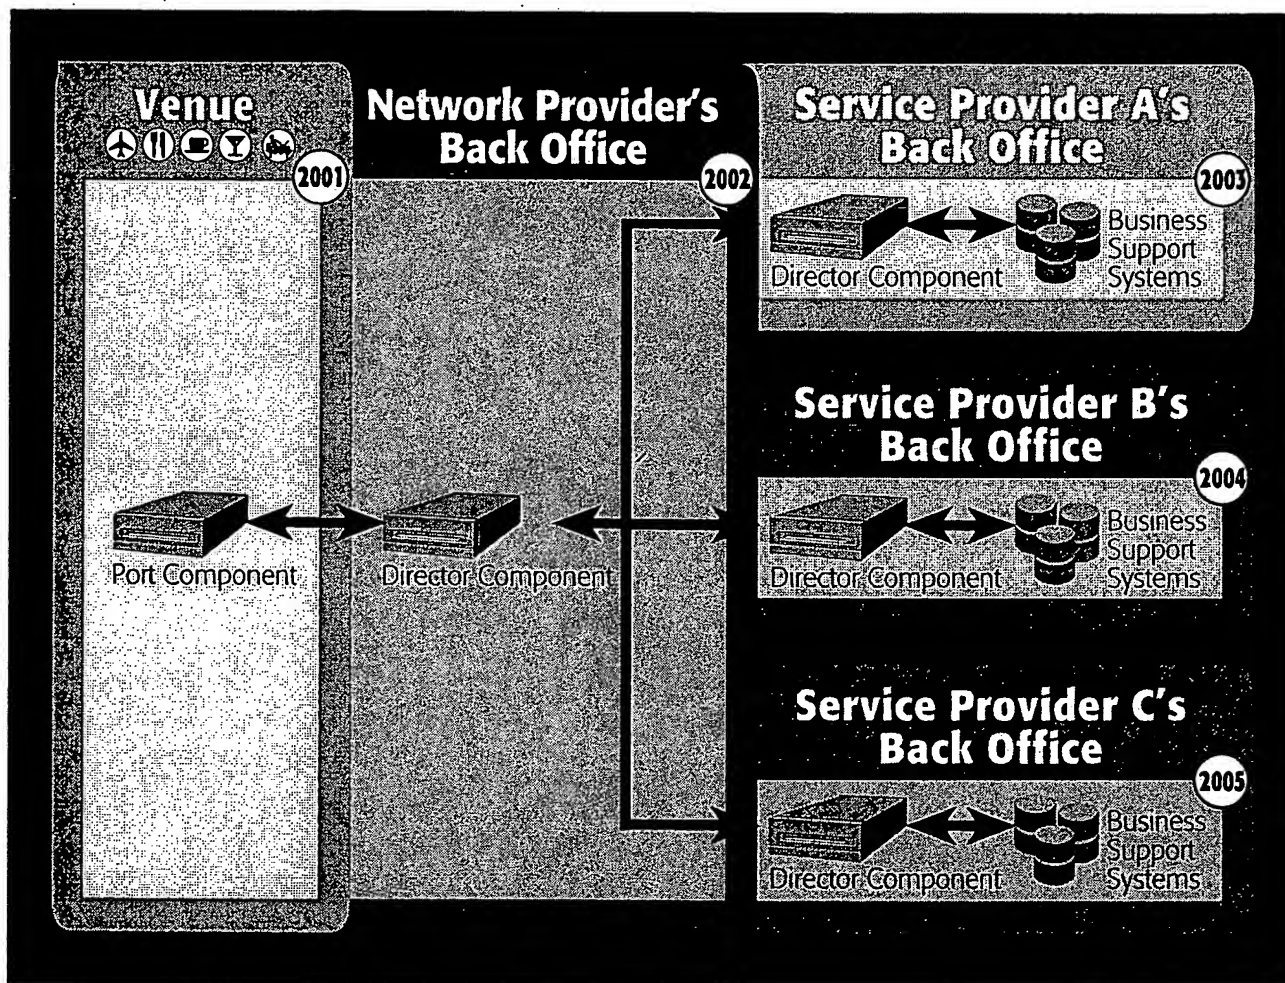 Venue
2001
Network Provider's
Back Office
2002
Port Component
Director Component
Service Provider A's
Back Office
2003
Director Component
Business
Support
Systems
Service Provider B's
Back Office
2004
Director Component
Business
Support
Systems
Service Provider C's
Back Office
2005
Director Component
Business
Support
Systems